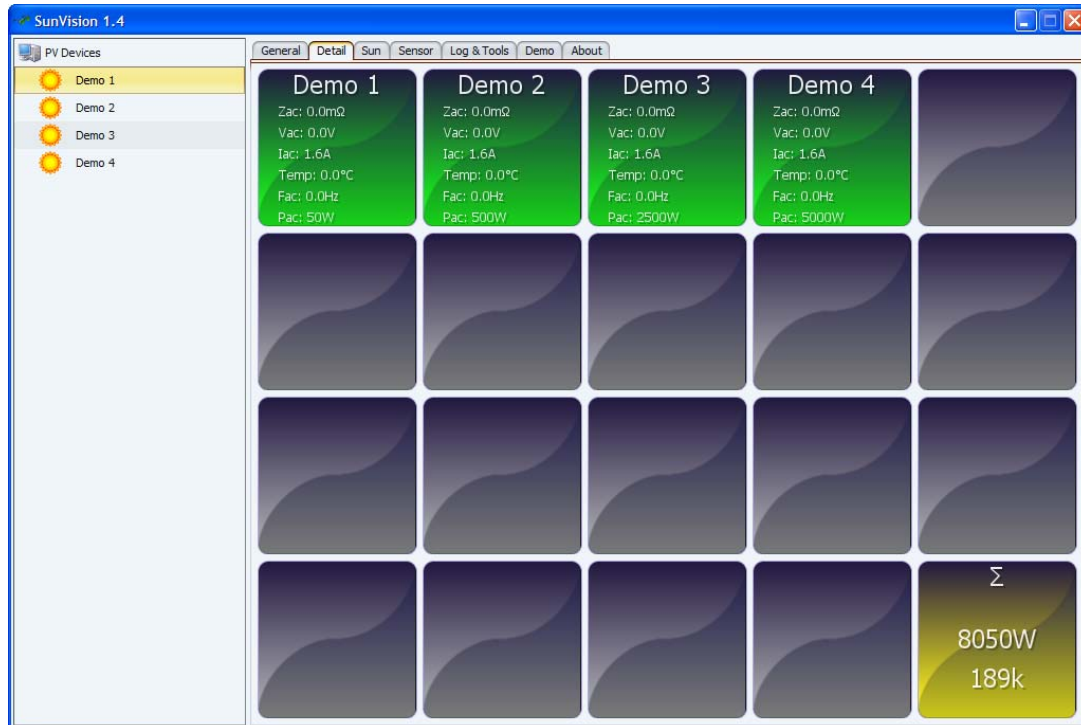 SunVision 1.4
PV Devices
Demo 1
Demo 2
Demo 3
Demo 4
General Detail Sun Sensor Log & Tools Demo About
Demo 1
Zac: 0.0mΩ
Vac: 0.0V
Iac: 1.6A
Temp: 0.0°C
Fac: 0.0Hz
Pac: 50W
Demo 2
Zac: 0.0mΩ
Vac: 0.0V
Iac: 1.6A
Temp: 0.0°C
Fac: 0.0Hz
Pac: 500W
Demo 3
Zac: 0.0mΩ
Vac: 0.0V
Iac: 1.6A
Temp: 0.0°C
Fac: 0.0Hz
Pac: 2500W
Demo 4
Zac: 0.0mΩ
Vac: 0.0V
Iac: 1.6A
Temp: 0.0°C
Fac: 0.0Hz
Pac: 5000W
Σ
8050W
189k